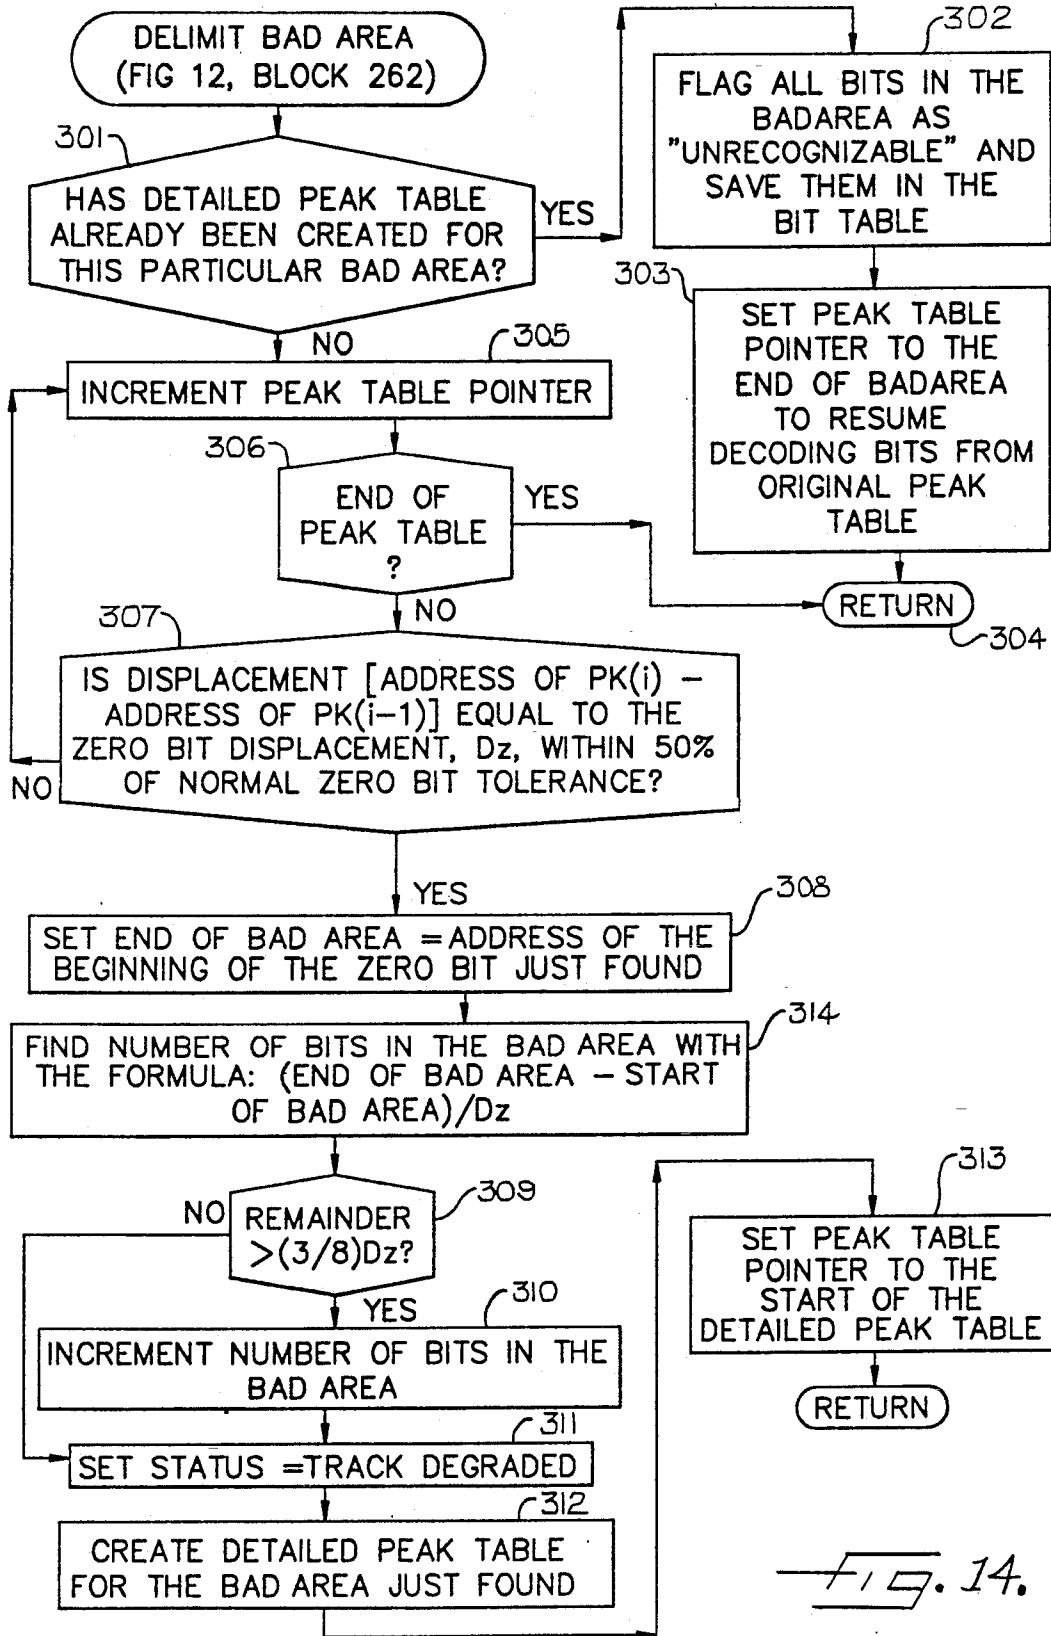 DELIMIT BAD AREA
(FIG 12, BLOCK 262)
301
HAS DETAILED PEAK TABLE
ALREADY BEEN CREATED FOR
THIS PARTICULAR BAD AREA?
YES
NO
302
FLAG ALL BITS IN THE
BADAREA AS
"UNRECOGNIZABLE" AND
SAVE THEM IN THE
BIT TABLE
303
SET PEAK TABLE
POINTER TO THE
END OF BADAREA
TO RESUME
DECODING BITS FROM
ORIGINAL PEAK
TABLE
RETURN
304
305
INCREMENT PEAK TABLE POINTER
306
END OF
PEAK TABLE
?
YES
NO
307
IS DISPLACEMENT [ADDRESS OF PK(i) –
ADDRESS OF PK(i–1)] EQUAL TO THE
ZERO BIT DISPLACEMENT, Dz, WITHIN 50%
OF NORMAL ZERO BIT TOLERANCE?
NO
YES
308
SET END OF BAD AREA =ADDRESS OF THE
BEGINNING OF THE ZERO BIT JUST FOUND
314
FIND NUMBER OF BITS IN THE BAD AREA WITH
THE FORMULA: (END OF BAD AREA – START
OF BAD AREA)/Dz
309
REMAINDER
>(3/8)Dz?
NO
YES
310
INCREMENT NUMBER OF BITS IN THE
BAD AREA
311
SET STATUS =TRACK DEGRADED
312
CREATE DETAILED PEAK TABLE
FOR THE BAD AREA JUST FOUND
313
SET PEAK TABLE
POINTER TO THE
START OF THE
DETAILED PEAK TABLE
RETURN
Fig. 14.